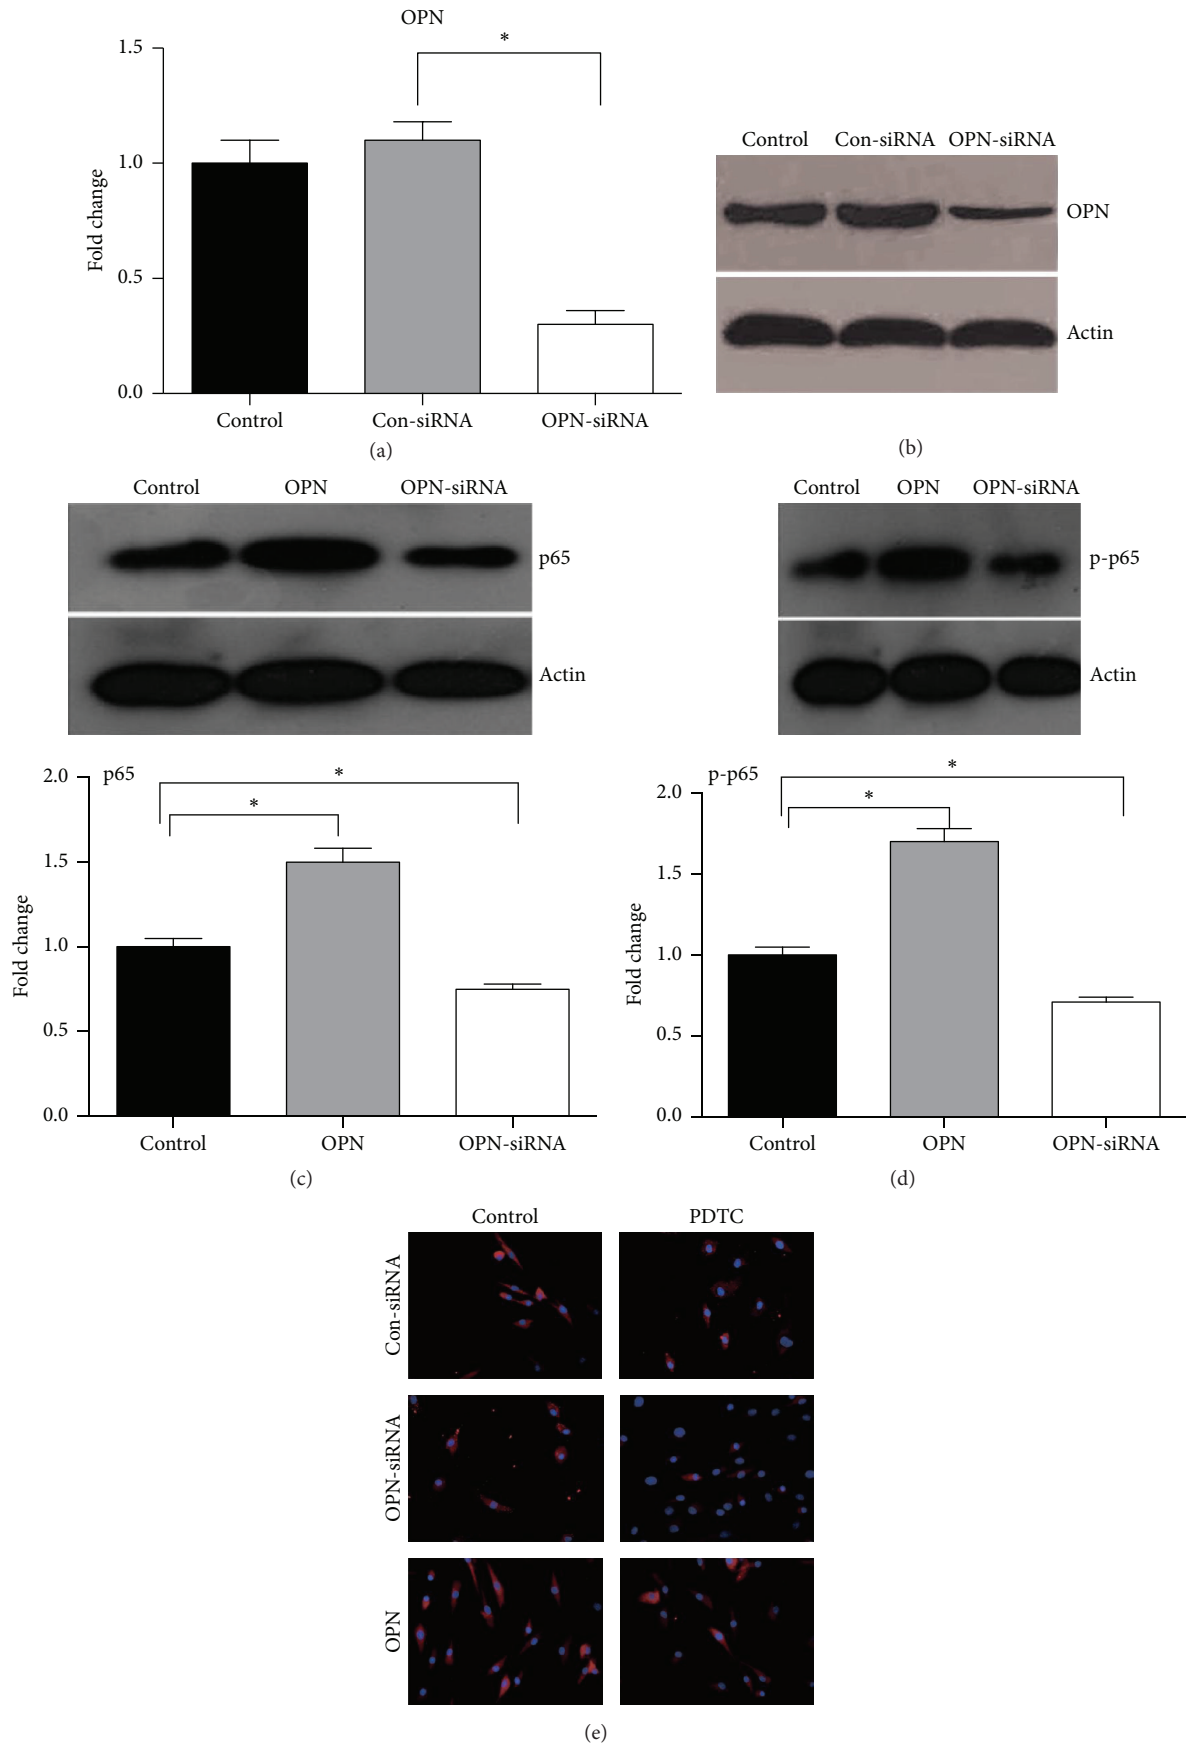 OPN
*
1.5
1.0
0.5
0.0
Fold change
Control Con-siRNA OPN-siRNA
(a)
Control Con-siRNA OPN-siRNA
OPN
Actin
(b)
Control OPN OPN-siRNA
p65
Actin
p65
*
*
2.0
1.5
1.0
0.5
0.0
Fold change
Control OPN OPN-siRNA
(c)
Control OPN OPN-siRNA
p-p65
Actin
p-p65
*
*
2.0
1.5
1.0
0.5
0.0
Fold change
Control OPN OPN-siRNA
(d)
Control PDTC
Con-siRNA
OPN-siRNA
OPN
(e)